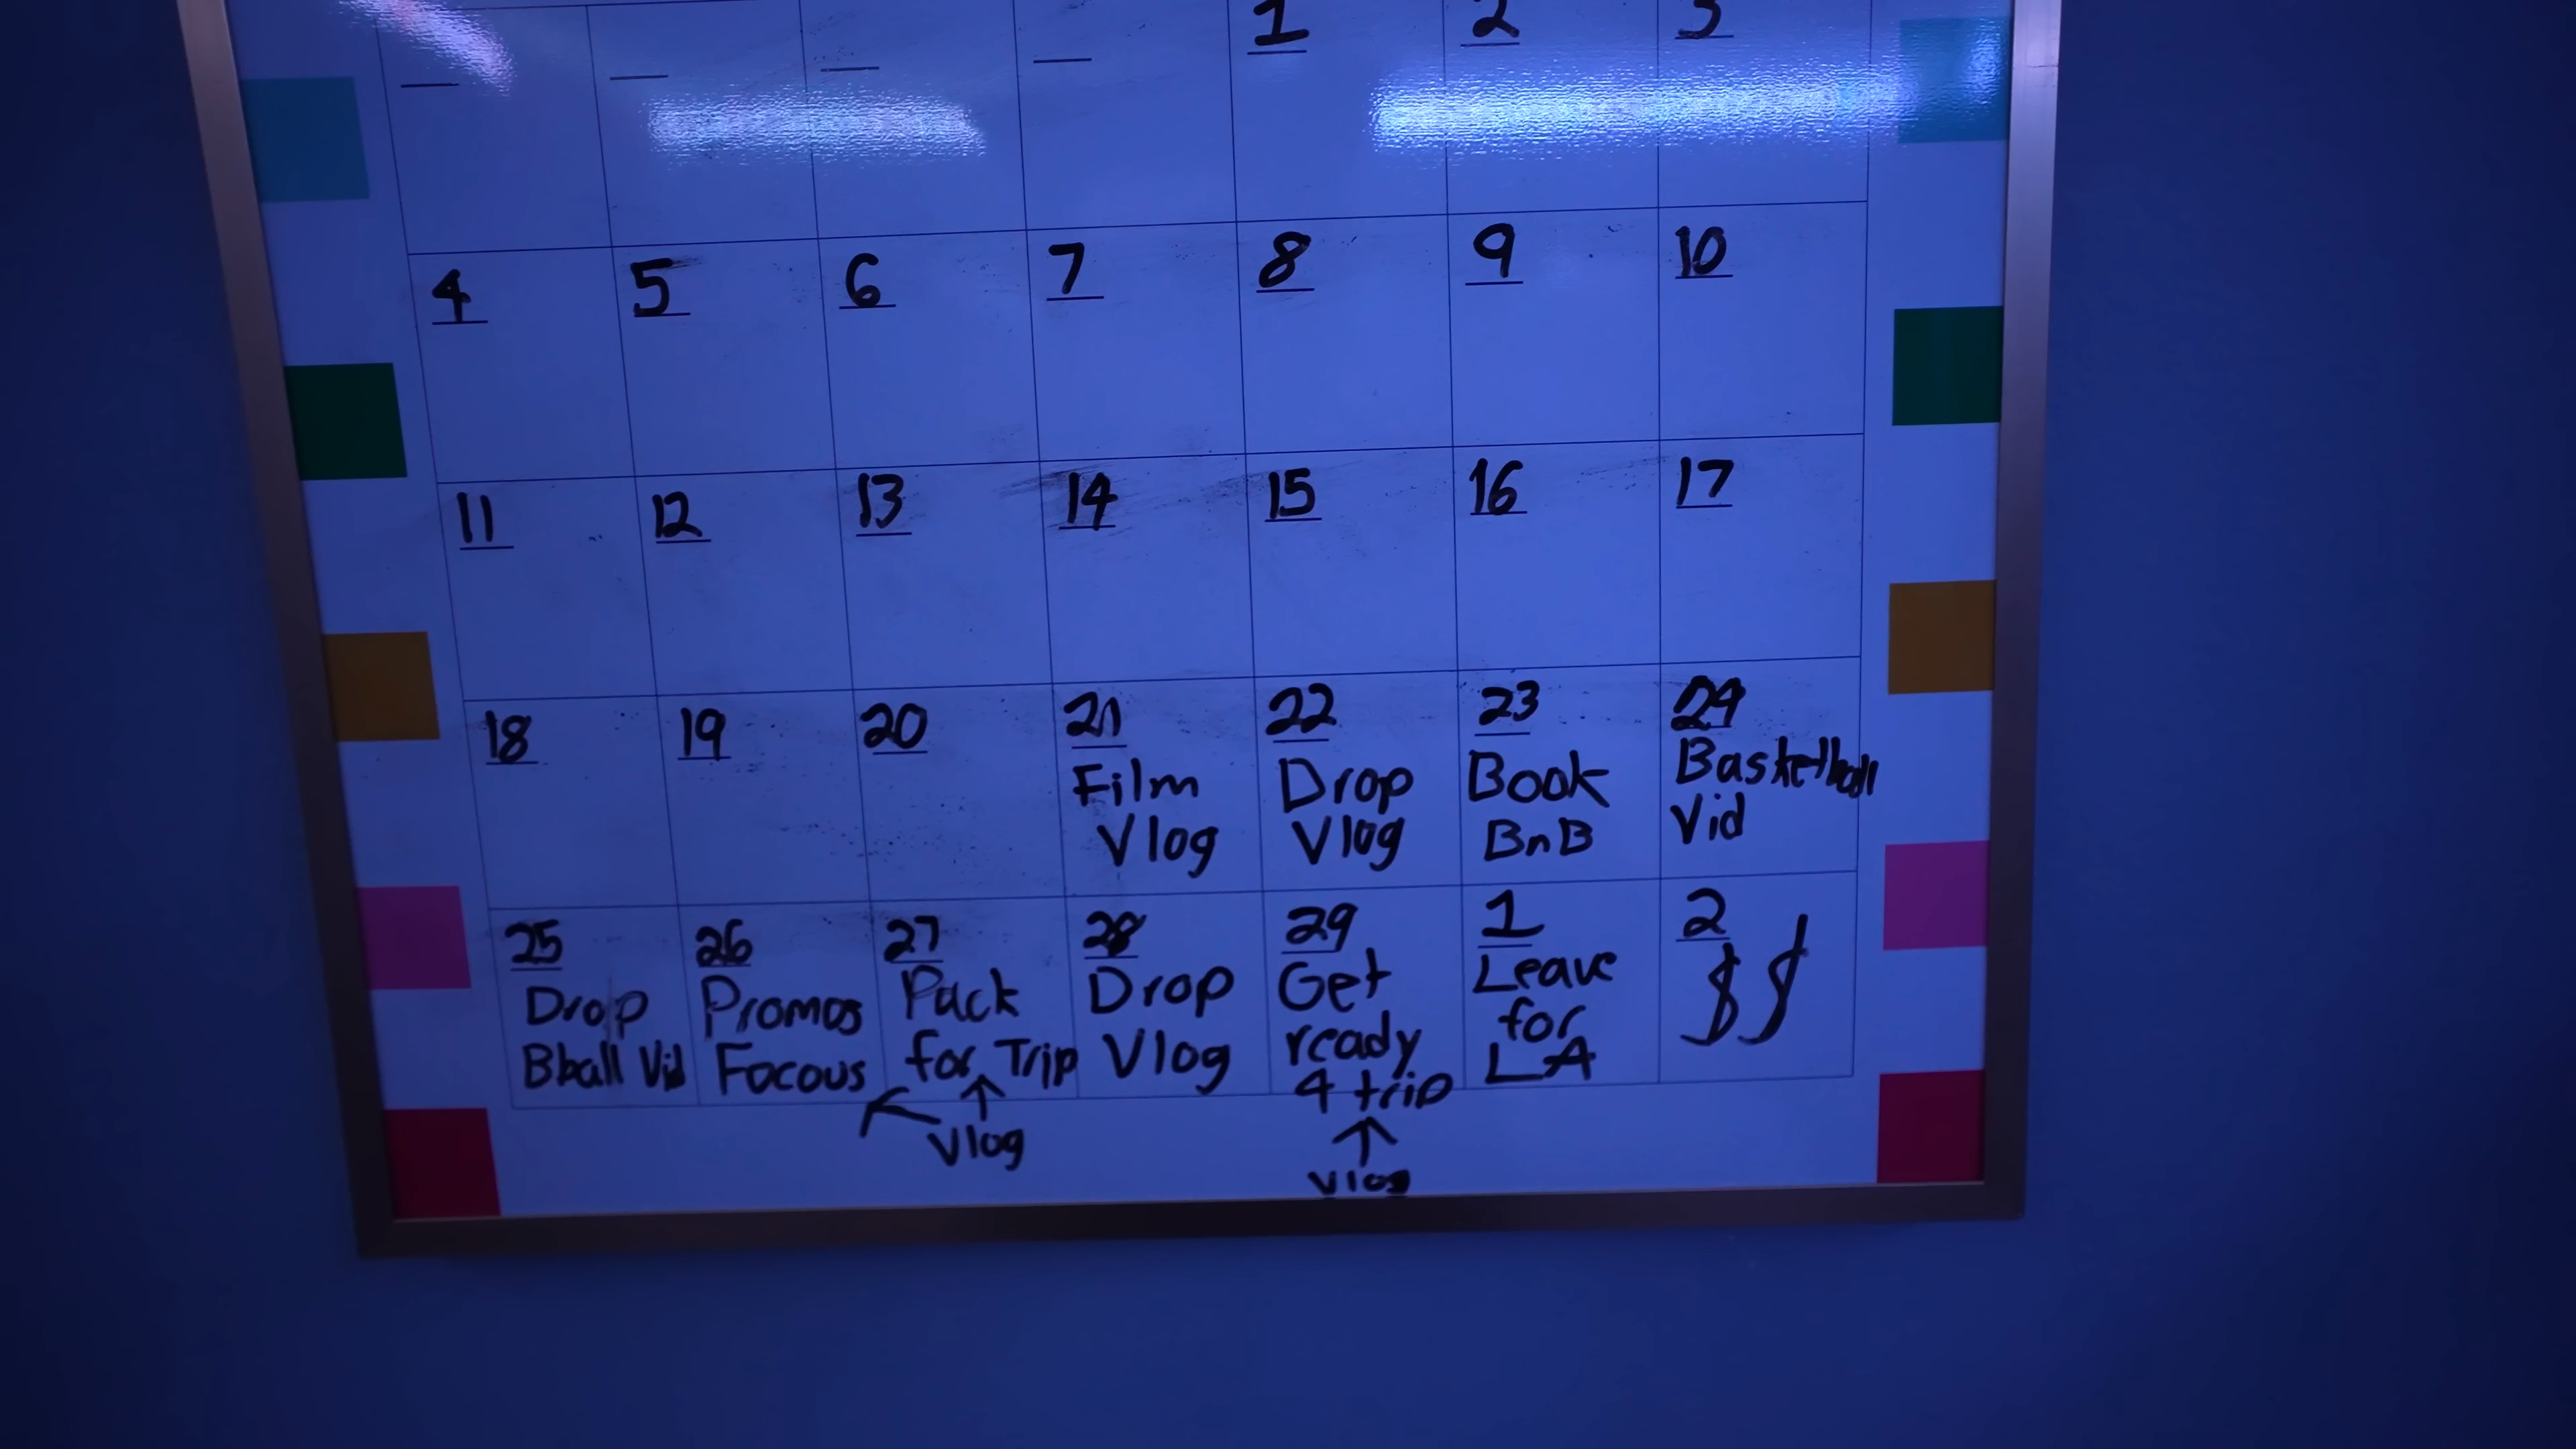 1 2 3
4 5 6 7 8 9 10
11 12 13 14 15 16 17
18 19 20 21 22 23 24
Film Drop Book Basketball
Vlog Vlog BnB Vid
25 26 27 28 29 1 2
Drop Promos Pack Drop Get Leave $$
Bball Vid Focous for Trip Vlog ready for
4 trip LA
Vlog Vlog